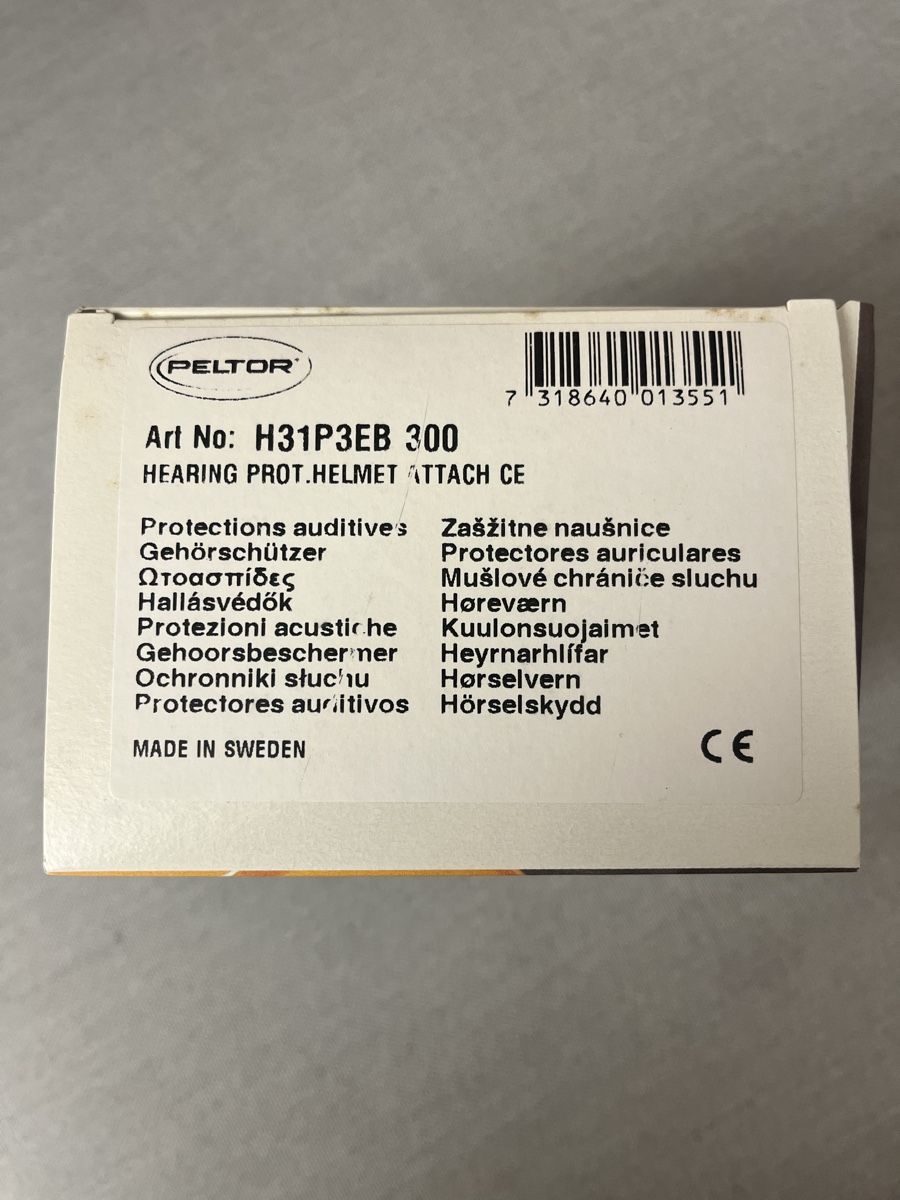 PELTOR
7 318640 013551
Art No: H31P3EB 300
HEARING PROT.HELMET ATTACH CE
Protections auditives
Gehörschützer
Ωτοασπίδες
Hallásvédők
Protezioni acustiche
Gehoorsbeschermer
Ochronniki słuchu
Protectores auditivos
Zašžitne naušnice
Protectores auriculares
Mušlové chrániče sluchu
Høreværn
Kuulonsuojaimet
Heyrnarhlífar
Hørselvern
Hörselskydd
MADE IN SWEDEN
CE